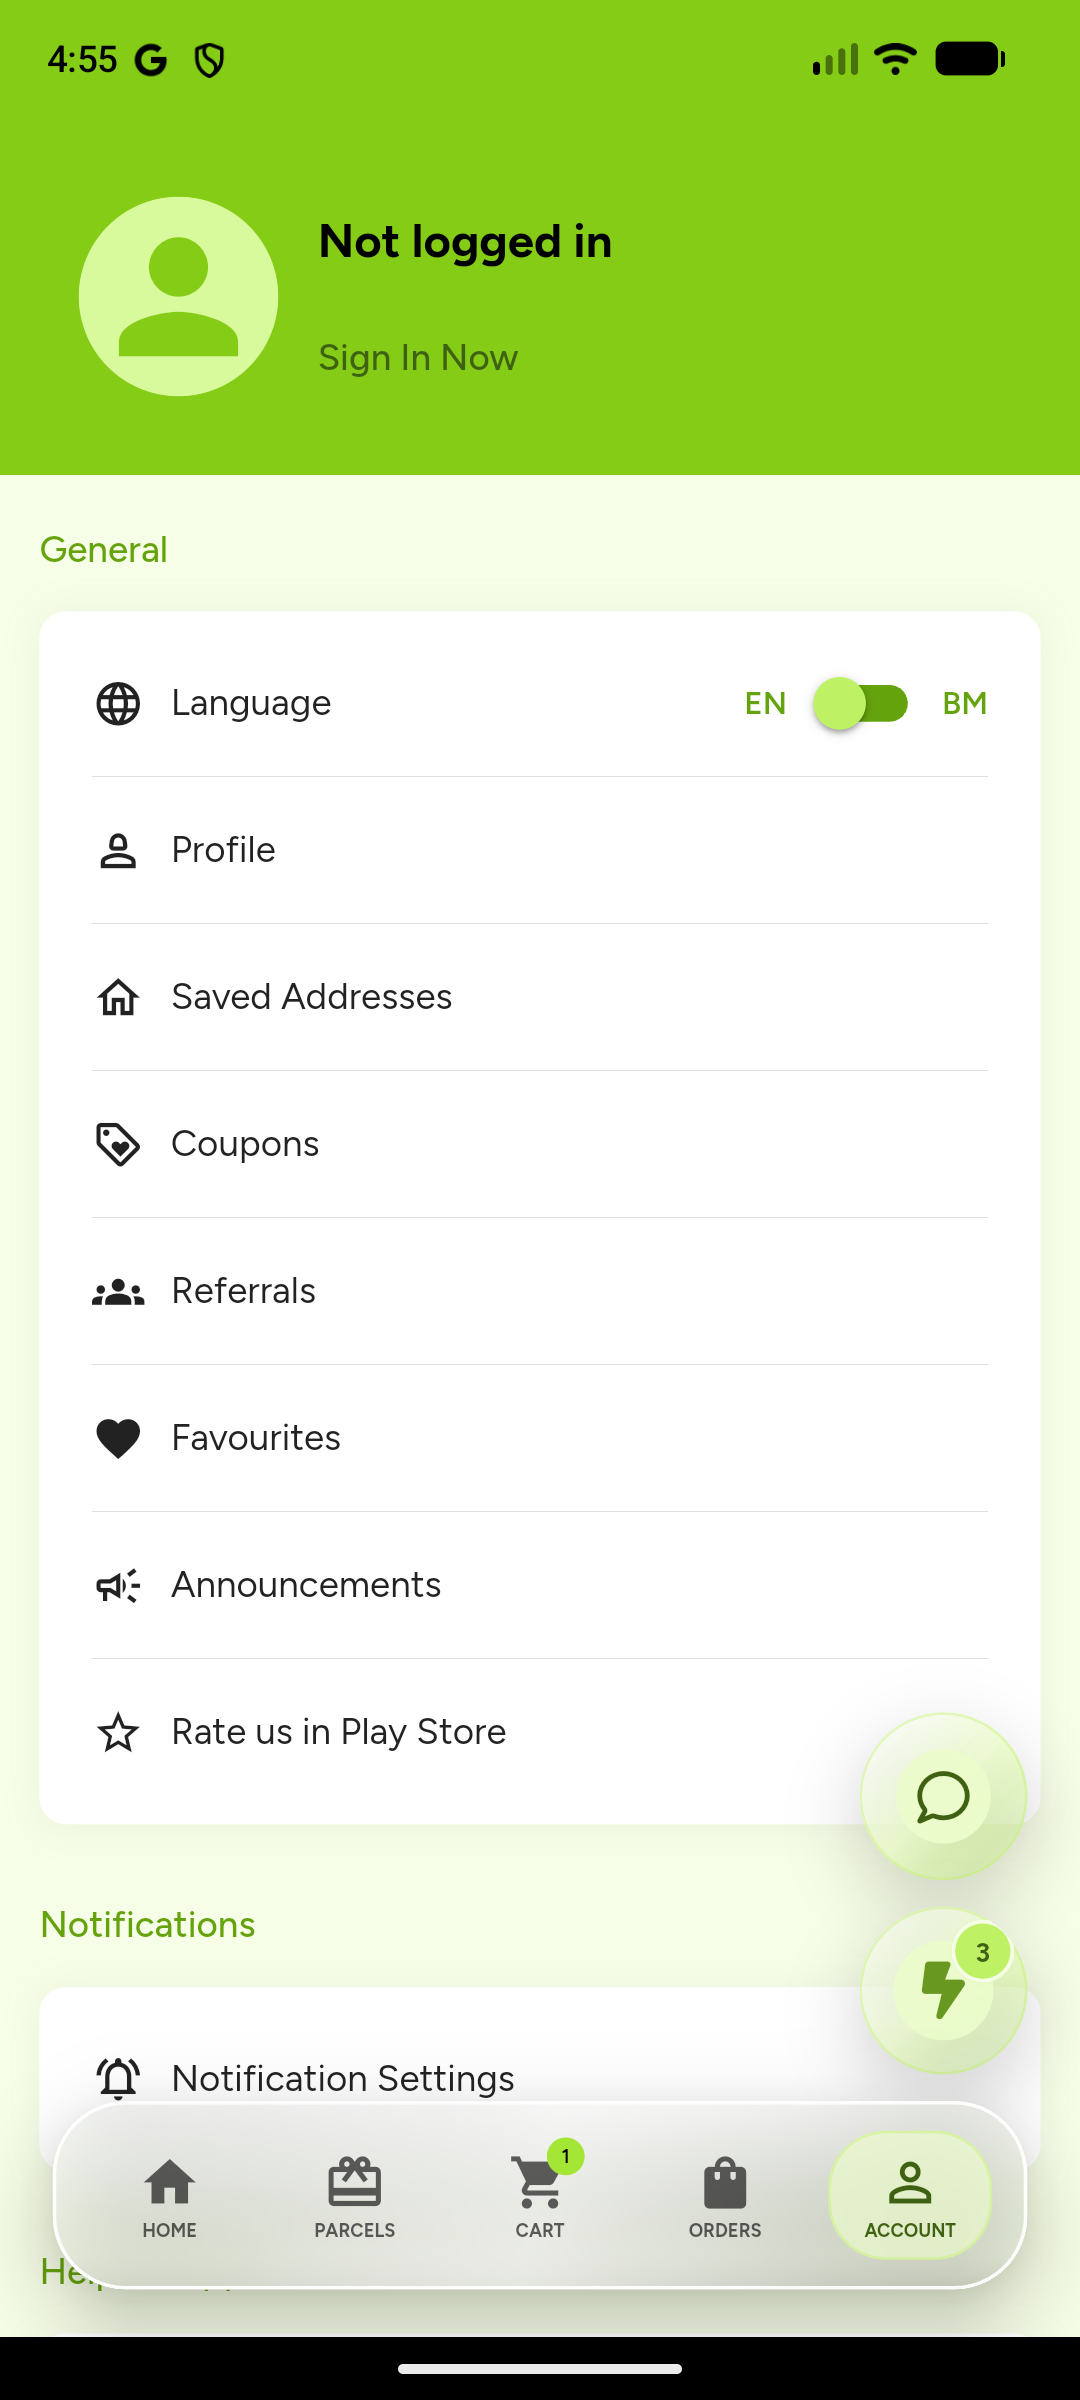 4:55
Not logged in
Sign In Now
General
Language EN BM
Profile
Saved Addresses
Coupons
Referrals
Favourites
Announcements
Rate us in Play Store
Notifications
3
Notification Settings
1
HOME PARCELS CART ORDERS ACCOUNT